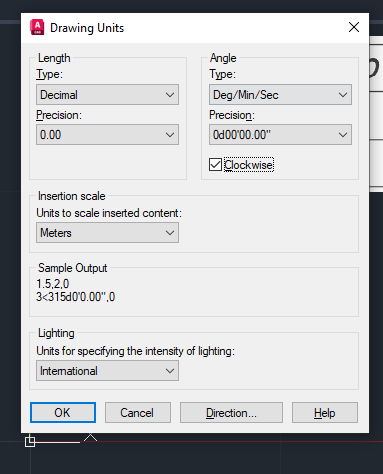 Drawing Units
Length
Type:
Decimal
Precision:
0.00
Angle
Type:
Deg/Min/Sec
Precision:
0d00'00.00"
Clockwise
Insertion scale
Units to scale inserted content:
Meters
Sample Output
1.5,2,0
3<315d0'0.00",0
Lighting
Units for specifying the intensity of lighting:
International
OK
Cancel
Direction...
Help